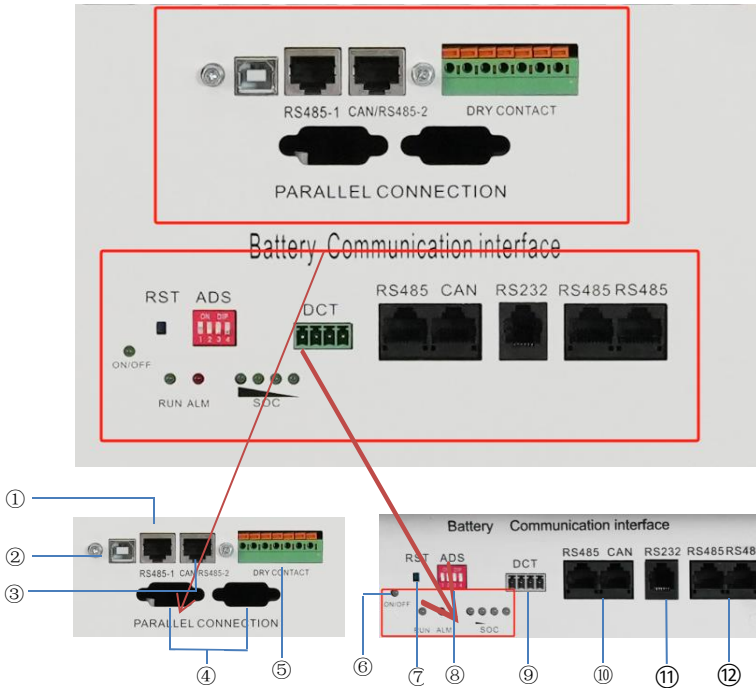 RS485-1 CAN/RS485-2 DRY CONTACT
PARALLEL CONNECTION
Battery Communication interface
RST ADS DCT RS485 CAN RS232 RS485 RS485
ON DIP
1 2 3 4
ON/OFF
RUN ALM SOC
①
②
RS485-1 CAN/RS485-2 DRY CONTACT
③
PARALLEL CONNECTION
④ ⑤
Battery Communication interface
RST ADS DCT RS485 CAN RS232 RS485 RS48
ON/OFF
RUN ALM SOC
⑥ ⑦ ⑧ ⑨ ⑩ ⑪ ⑫